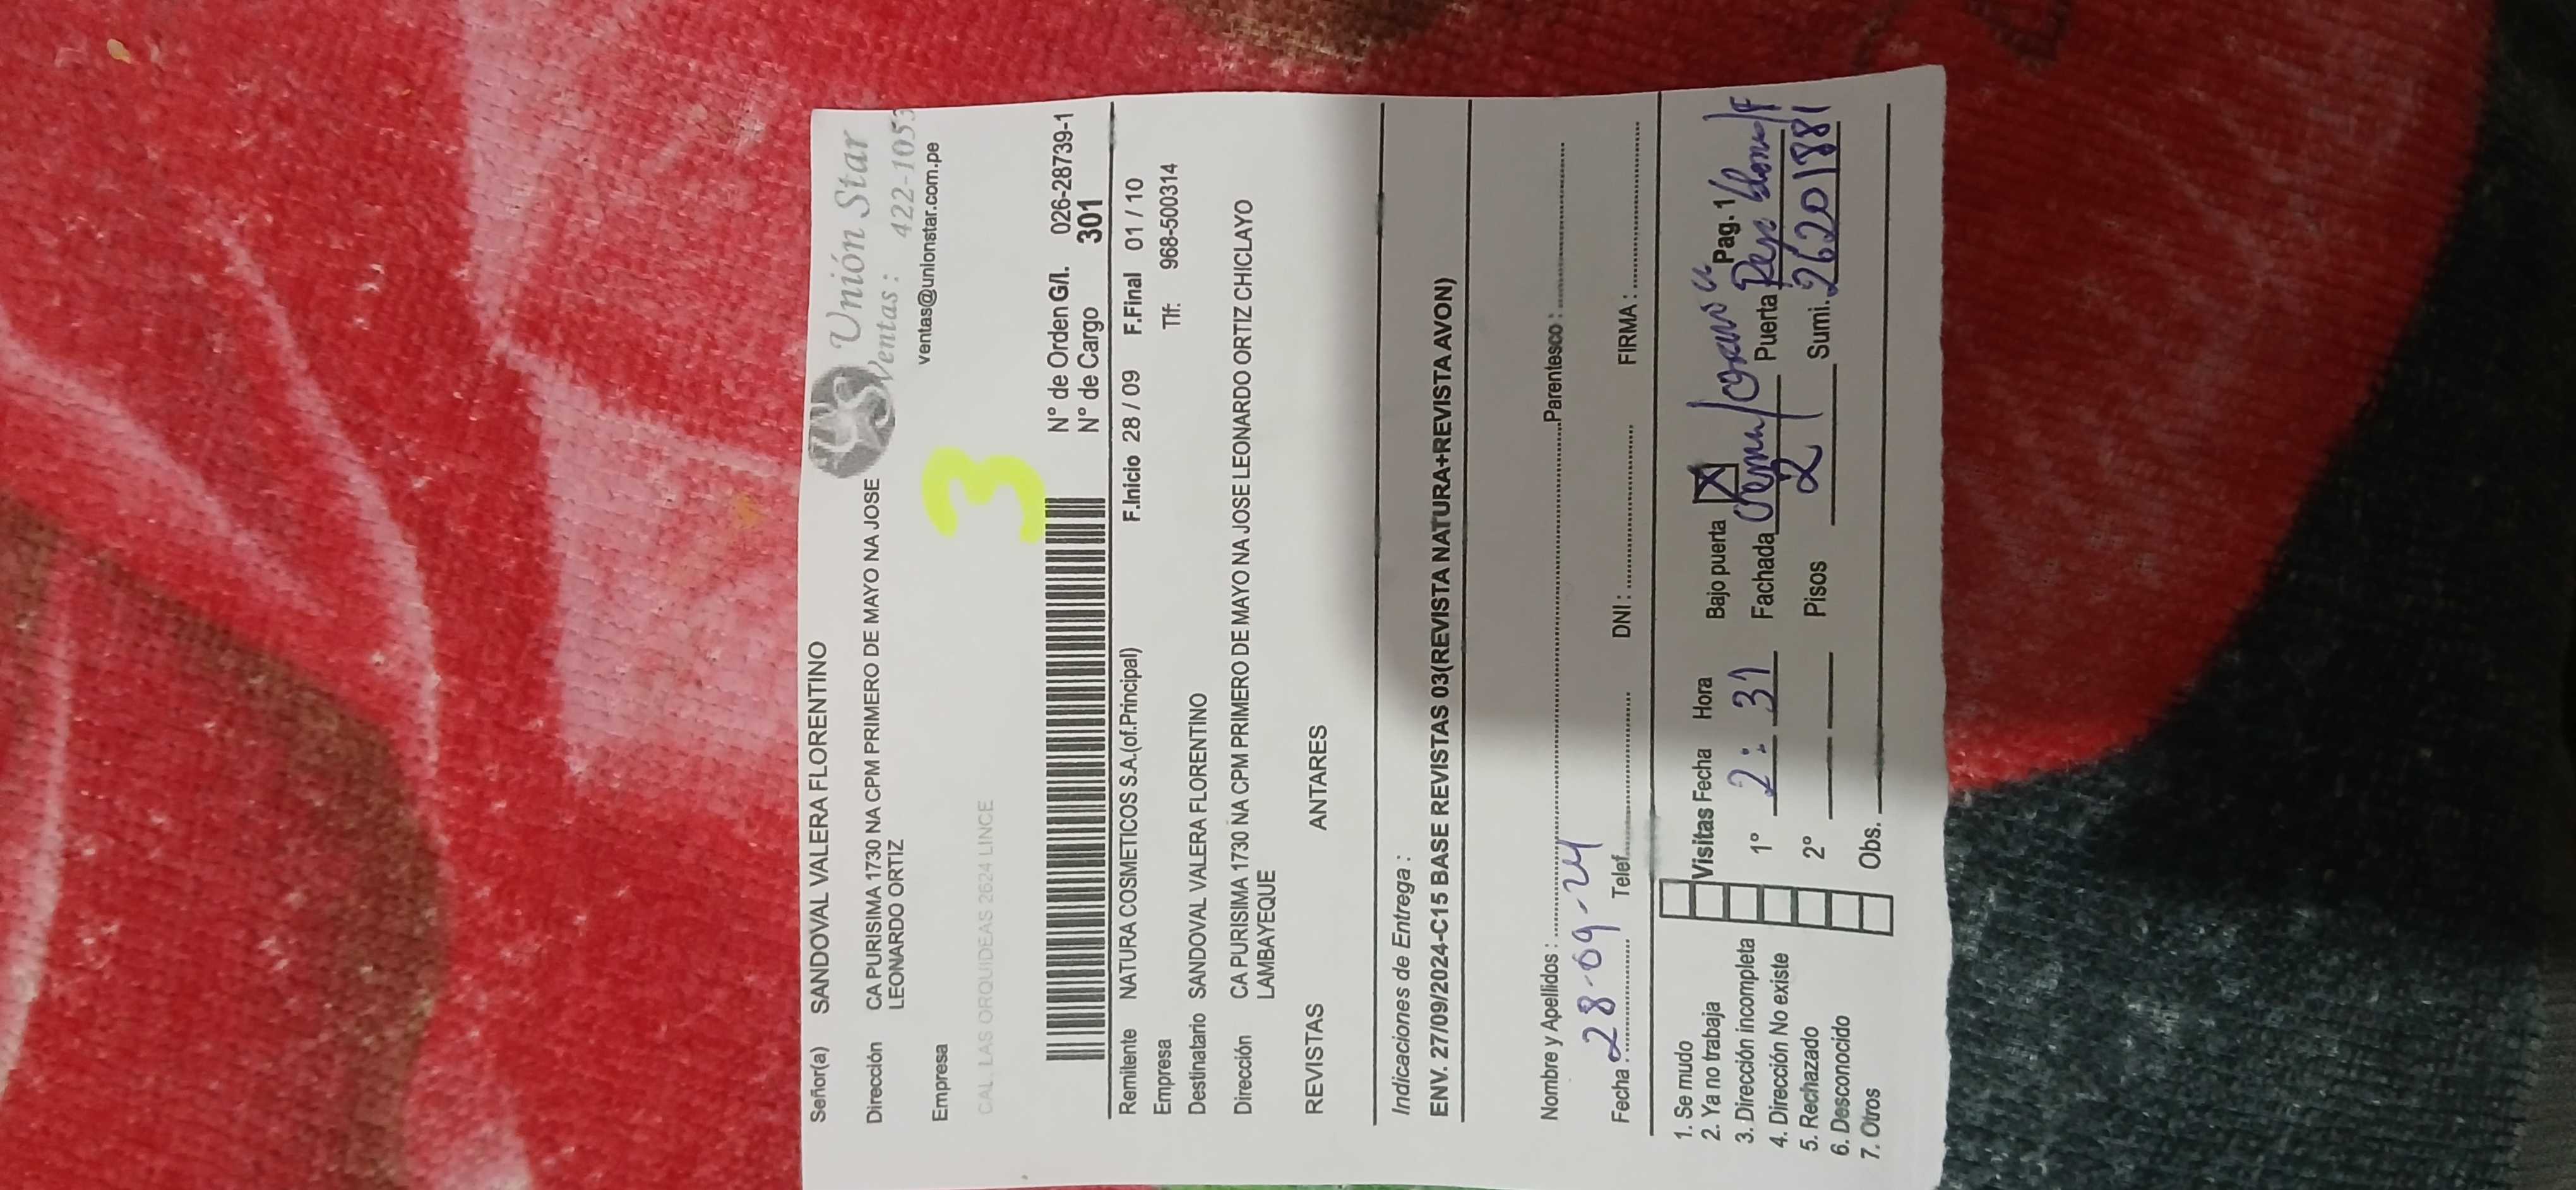 Señor(a) SANDOVAL VALERA FLORENTINO
Unión Star
Dirección CA PURISIMA 1730 NA CPM PRIMERO DE MAYO NA JOSE
LEONARDO ORTIZ
Ventas: 422-1053
Empresa
ventas@unionstar.com.pe
CAL. LAS ORQUIDEAS 2624 LINCE
3
N° de Orden G/I. 026-28739-1
N° de Cargo 301
Remitente NATURA COSMETICOS S.A.(of.Principal) F.Inicio 28 / 09 F.Final 01 / 10
Empresa Tlf: 968-500314
Destinatario SANDOVAL VALERA FLORENTINO
Dirección CA PURISIMA 1730 NA CPM PRIMERO DE MAYO NA JOSE LEONARDO ORTIZ CHICLAYO
LAMBAYEQUE
REVISTAS ANTARES
Indicaciones de Entrega :
ENV. 27/09/2024-C15 BASE REVISTAS 03(REVISTA NATURA+REVISTA AVON)
Nombre y Apellidos : Parentesco :
Fecha : 28-09-24 Telef. DNI : FIRMA :
1. Se mudo
2. Ya no trabaja
3. Dirección incompleta
4. Dirección No existe
5. Rechazado
6. Desconocido
7. Otros
Visitas Fecha Hora Bajo puerta X Pag. 1/
1° 2: 31 Fachada Puerta
2° Pisos 2 Sumi. 26201881
Obs.